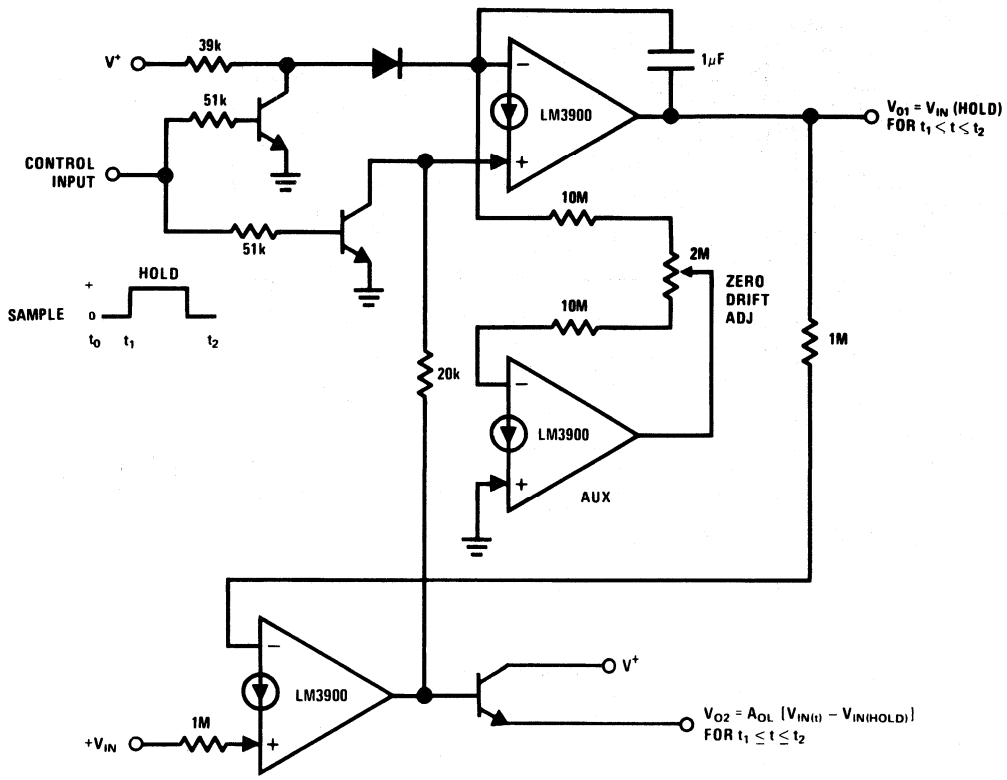 39k
V+
1μF
−
51k
LM3900
VO1 = VIN (HOLD)
FOR t1 < t < t2
CONTROL
INPUT
+
10M
51k
2M
HOLD
+
ZERO
DRIFT
ADJ
SAMPLE
0
10M
t0
t1
t2
1M
20k
−
LM3900
+
AUX
−
V+
LM3900
1M
VO2 = AOL [VIN(t) − VIN(HOLD)]
FOR t1 ≤ t ≤ t2
+VIN
+